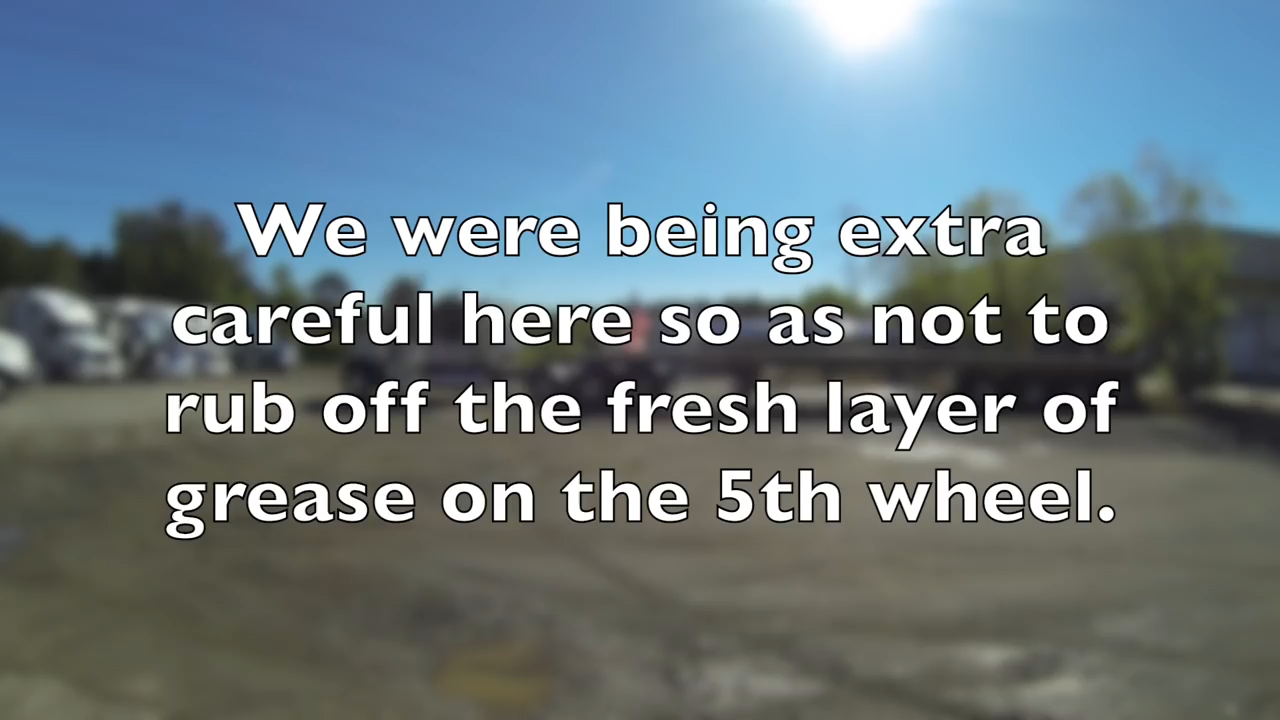 We were being extra
careful here so as not to
rub off the fresh layer of
grease on the 5th wheel.